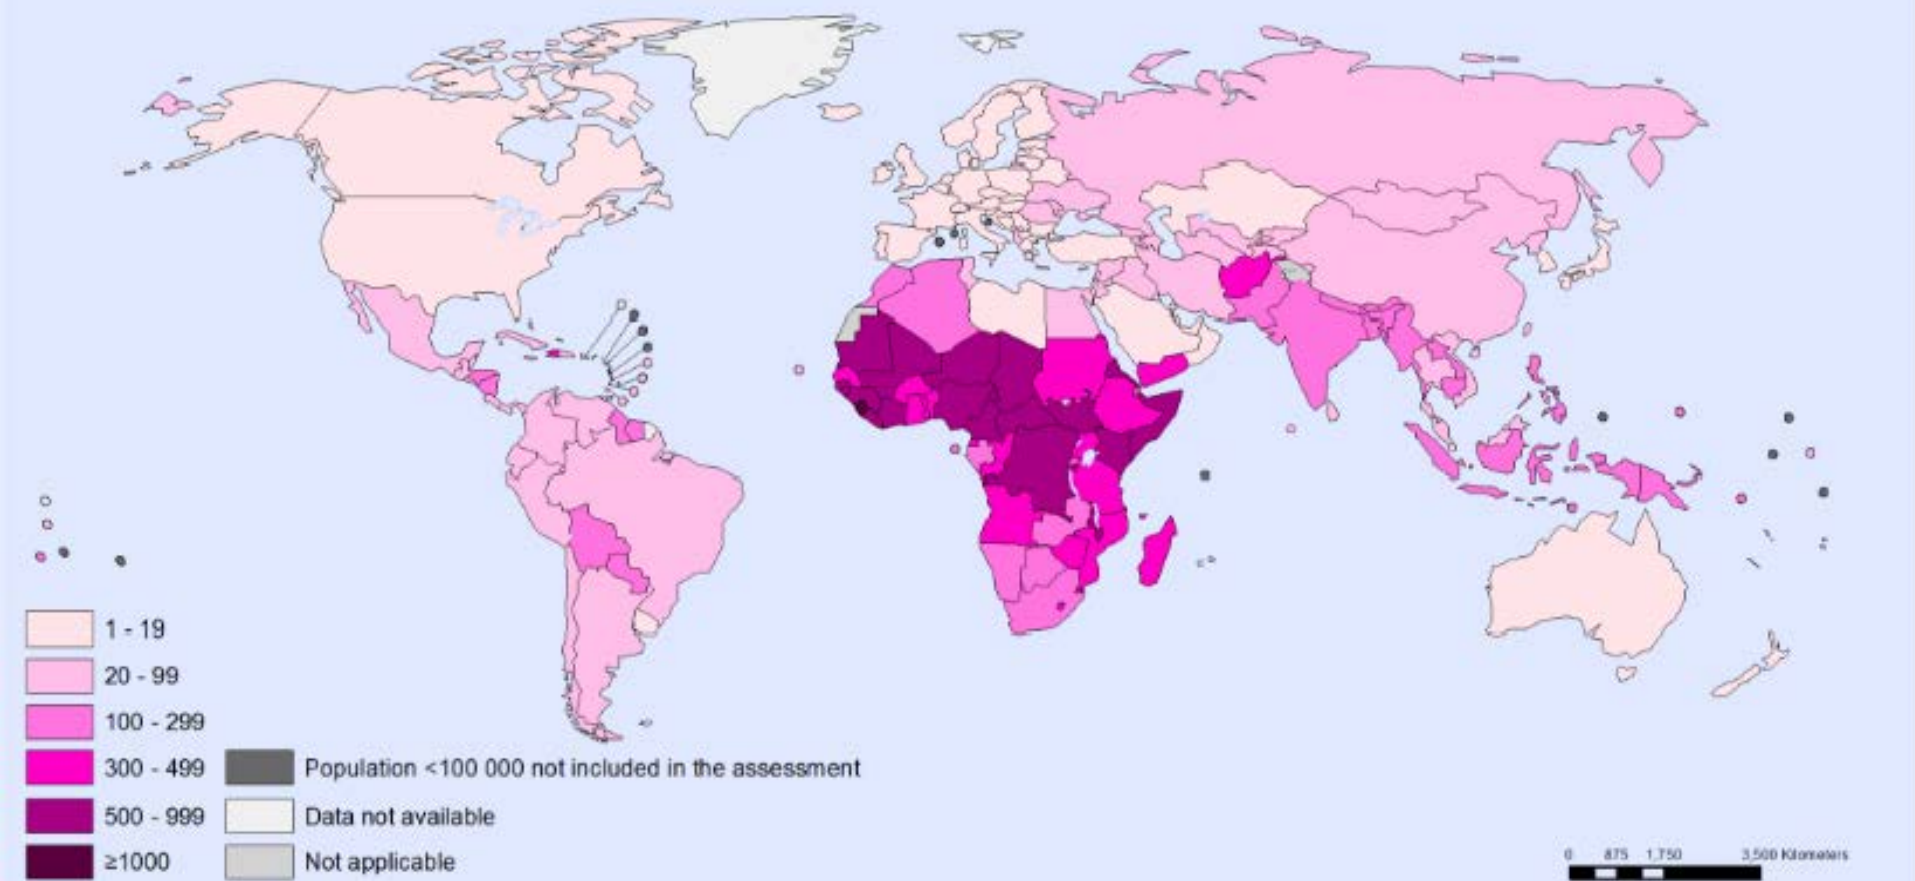 1 - 19
20 - 99
100 - 299
300 - 499
500 - 999
≥1000
Population <100 000 not included in the assessment
Data not available
Not applicable
0 875 1,750 3,500 Kilometers